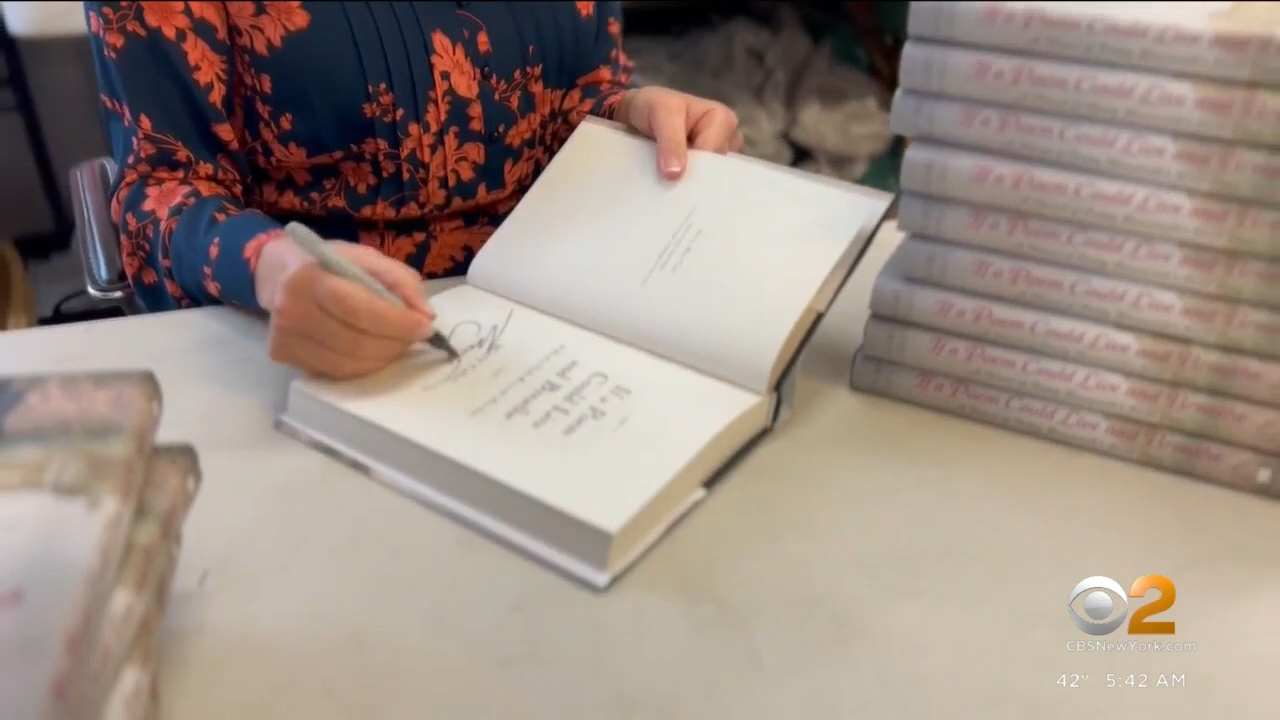 If a Poem Could Live and Br
If a Poem Could Live and Breathe
If a Poem Could Live and Breathe
If a Poem Could Live and Breathe
If a Poem Could Live and Breathe
If a Poem Could Live and Breathe
If a Poem Could Live and Breathe
If a Poem Could Live and Breathe
If a Poem Could Live and Breathe
If a Poem
Could Live
and Breathe
2
CBSNewYork.com
42° 5:42 AM